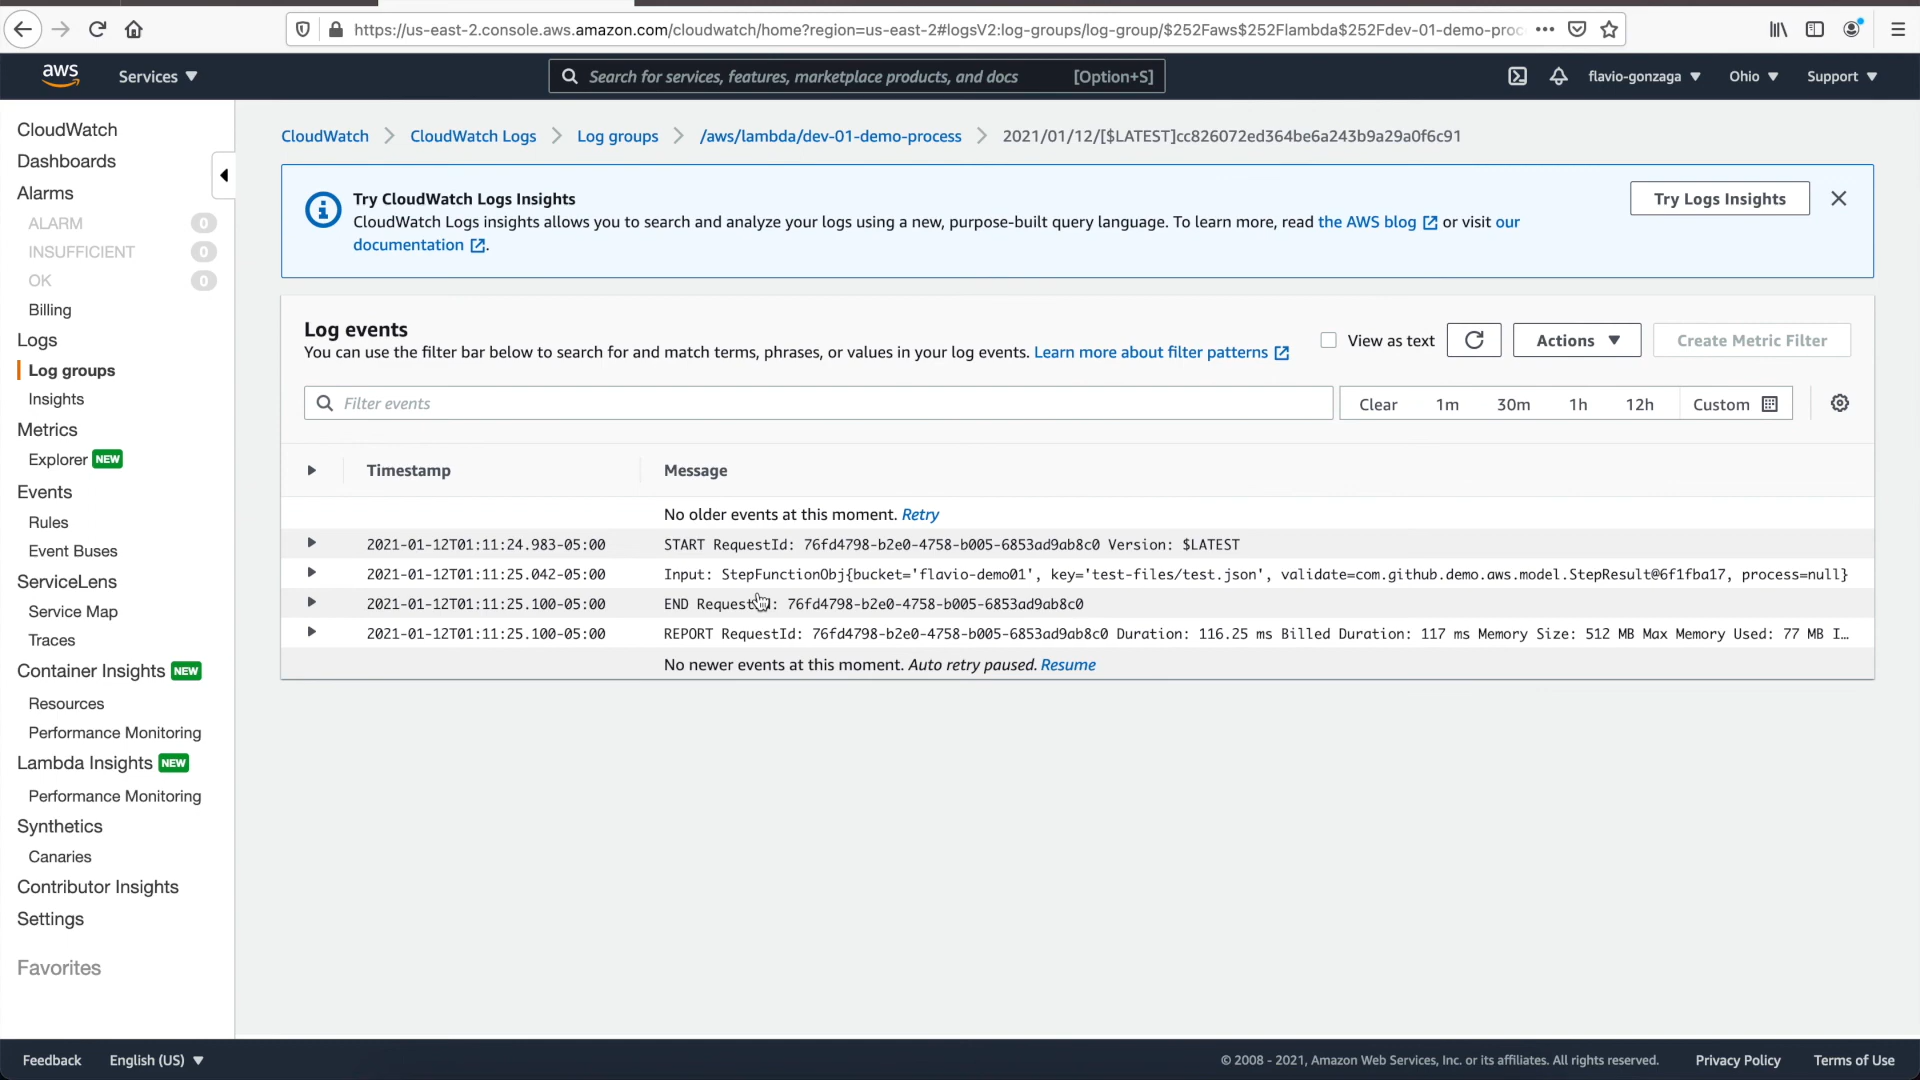 https://us-east-2.console.aws.amazon.com/cloudwatch/home?region=us-east-2#logsV2:log-groups/log-group/$252Faws$252Flambda$252Fdev-01-demo-proc
aws
Services
Search for services, features, marketplace products, and docs [Option+S]
flavio-gonzaga
Ohio
Support
CloudWatch
Dashboards
Alarms
ALARM 0
INSUFFICIENT 0
OK 0
Billing
Logs
Log groups
Insights
Metrics
Explorer NEW
Events
Rules
Event Buses
ServiceLens
Service Map
Traces
Container Insights NEW
Resources
Performance Monitoring
Lambda Insights NEW
Performance Monitoring
Synthetics
Canaries
Contributor Insights
Settings
Favorites
CloudWatch CloudWatch Logs Log groups /aws/lambda/dev-01-demo-process 2021/01/12/[$LATEST]cc826072ed364be6a243b9a29a0f6c91
Try CloudWatch Logs Insights
CloudWatch Logs insights allows you to search and analyze your logs using a new, purpose-built query language. To learn more, read the AWS blog or visit our
documentation .
Try Logs Insights
Log events
You can use the filter bar below to search for and match terms, phrases, or values in your log events. Learn more about filter patterns
View as text
Actions
Create Metric Filter
Filter events
Clear 1m 30m 1h 12h Custom
Timestamp Message
No older events at this moment. Retry
2021-01-12T01:11:24.983-05:00 START RequestId: 76fd4798-b2e0-4758-b005-6853ad9ab8c0 Version: $LATEST
2021-01-12T01:11:25.042-05:00 Input: StepFunctionObj{bucket='flavio-demo01', key='test-files/test.json', validate=com.github.demo.aws.model.StepResult@6f1fba17, process=null}
2021-01-12T01:11:25.100-05:00 END RequestId: 76fd4798-b2e0-4758-b005-6853ad9ab8c0
2021-01-12T01:11:25.100-05:00 REPORT RequestId: 76fd4798-b2e0-4758-b005-6853ad9ab8c0 Duration: 116.25 ms Billed Duration: 117 ms Memory Size: 512 MB Max Memory Used: 77 MB I…
No newer events at this moment. Auto retry paused. Resume
Feedback
English (US)
© 2008 - 2021, Amazon Web Services, Inc. or its affiliates. All rights reserved.
Privacy Policy
Terms of Use